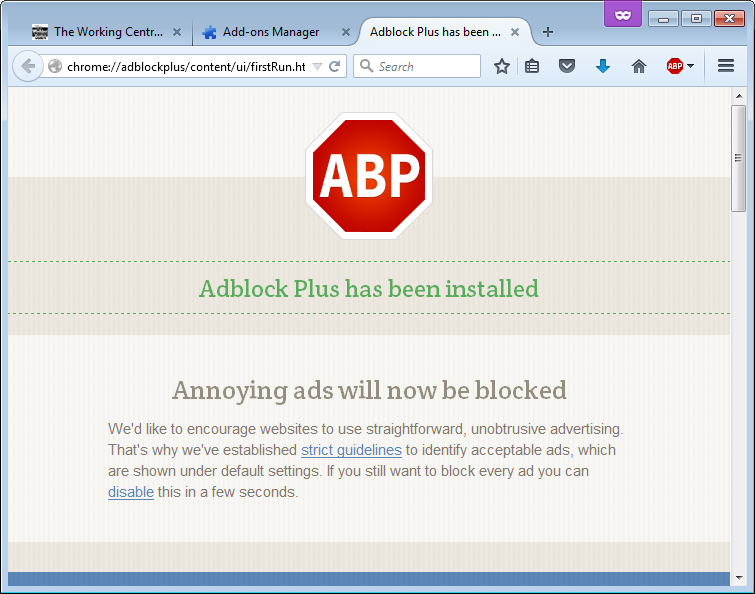 The Working Centr...
Add-ons Manager
Adblock Plus has been ...
chrome://adblockplus/content/ui/firstRun.ht
Search
ABP
ABP
Adblock Plus has been installed
Annoying ads will now be blocked
We'd like to encourage websites to use straightforward, unobtrusive advertising.
That's why we've established strict guidelines to identify acceptable ads, which
are shown under default settings. If you still want to block every ad you can
disable this in a few seconds.